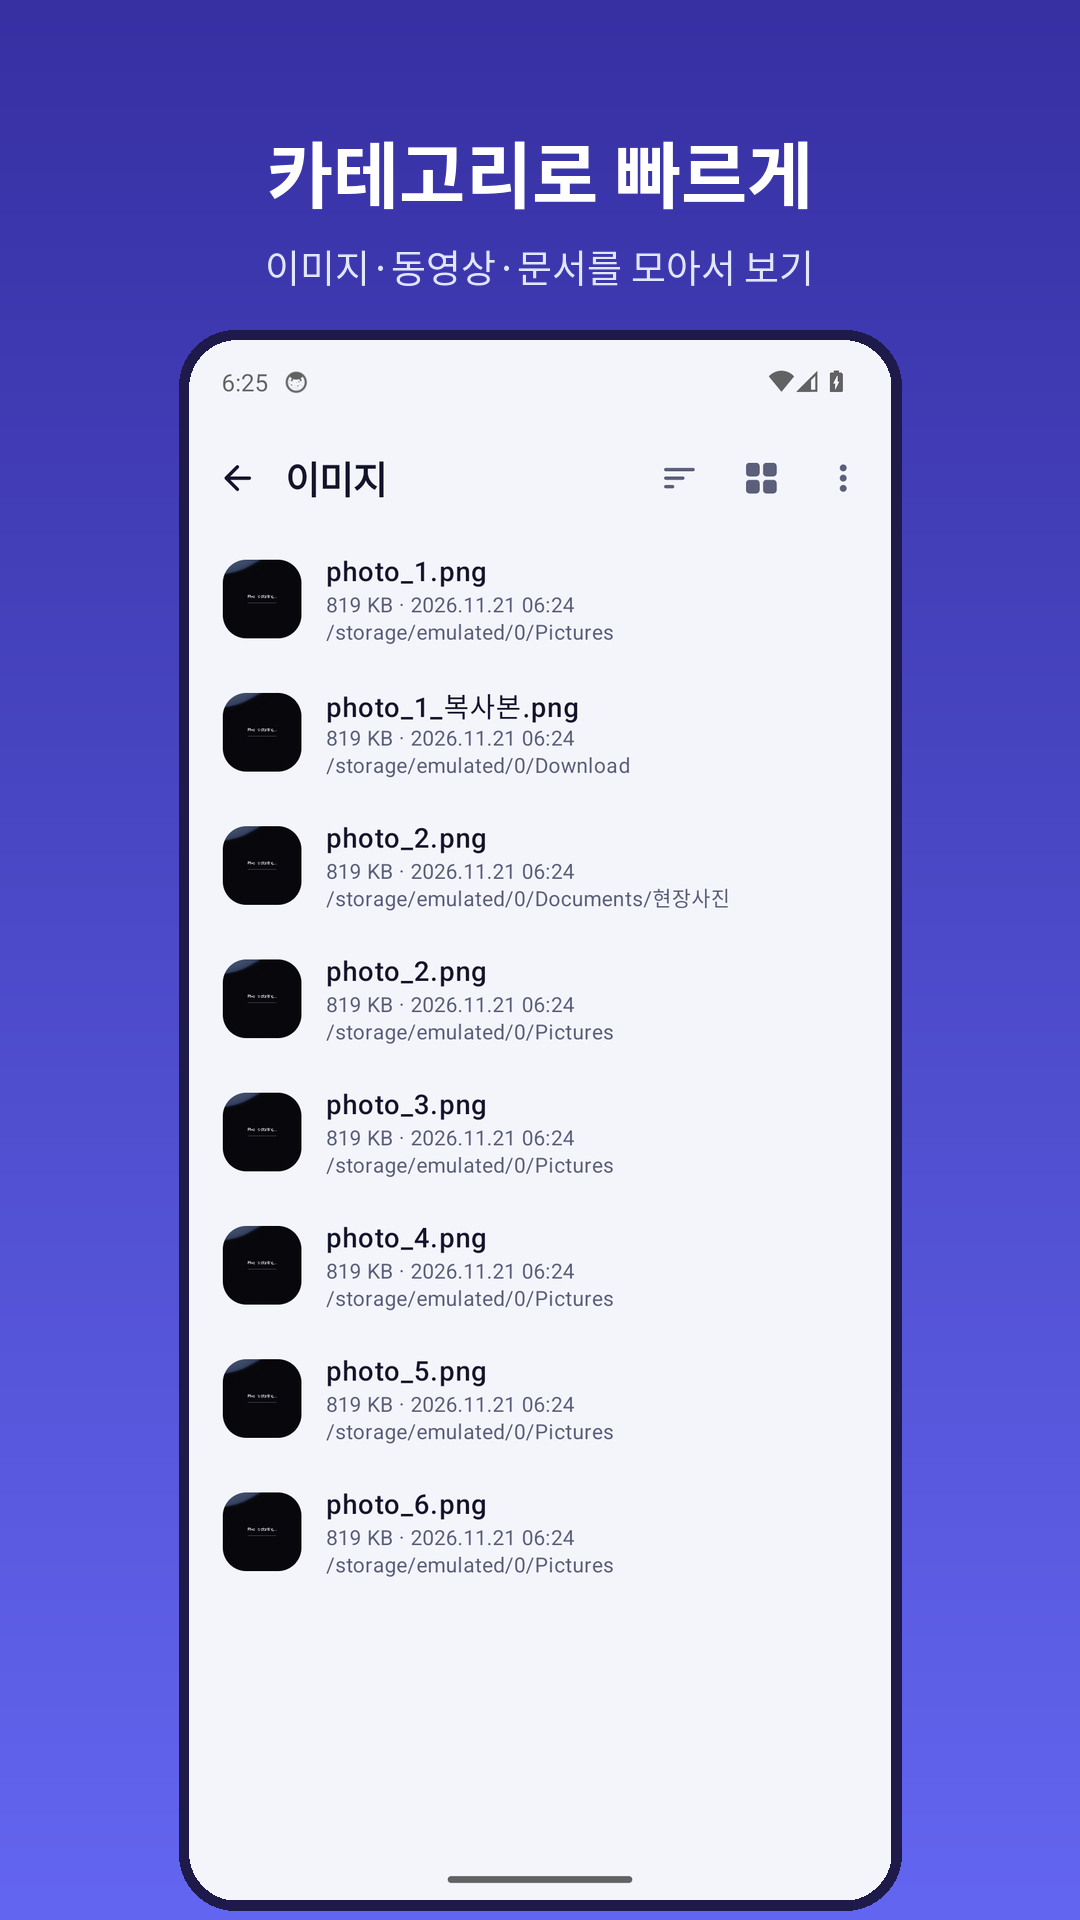 카테고리로 빠르게
이미지·동영상·문서를 모아서 보기
6:25
이미지
photo_1.png
819 KB · 2026.11.21 06:24
/storage/emulated/0/Pictures
photo_1_복사본.png
819 KB · 2026.11.21 06:24
/storage/emulated/0/Download
photo_2.png
819 KB · 2026.11.21 06:24
/storage/emulated/0/Documents/현장사진
photo_2.png
819 KB · 2026.11.21 06:24
/storage/emulated/0/Pictures
photo_3.png
819 KB · 2026.11.21 06:24
/storage/emulated/0/Pictures
photo_4.png
819 KB · 2026.11.21 06:24
/storage/emulated/0/Pictures
photo_5.png
819 KB · 2026.11.21 06:24
/storage/emulated/0/Pictures
photo_6.png
819 KB · 2026.11.21 06:24
/storage/emulated/0/Pictures